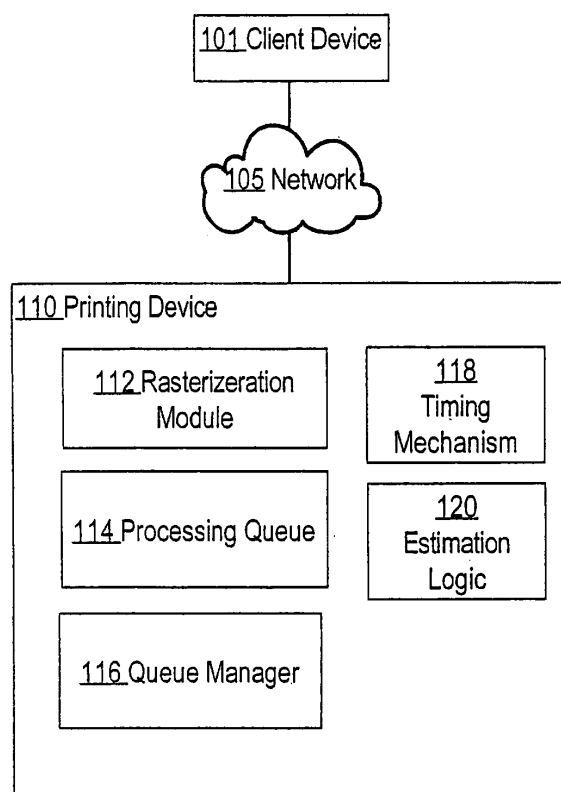 101 Client Device
105 Network
110 Printing Device
112 Rasterizeration
Module
114 Processing Queue
116 Queue Manager
118
Timing
Mechanism
120
Estimation
Logic